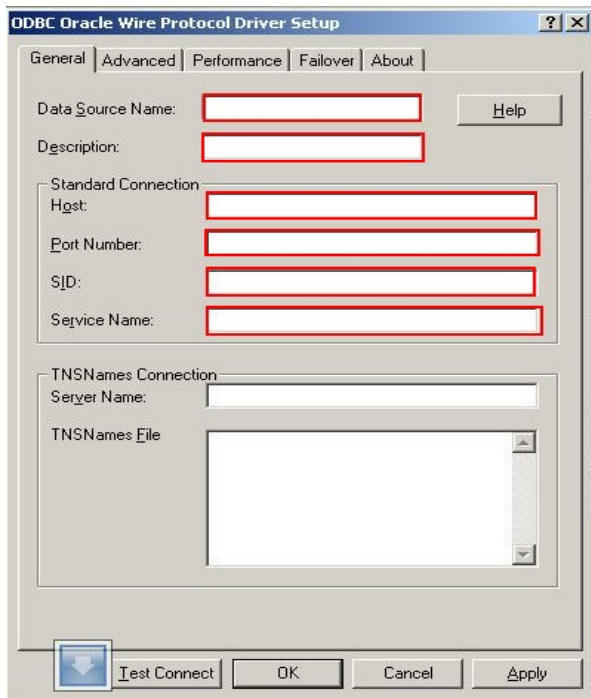 ODBC Oracle Wire Protocol Driver Setup
General Advanced Performance Failover About
Data Source Name: Help
Description:
Standard Connection
Host:
Port Number:
SID:
Service Name:
TNSNames Connection
Server Name:
TNSNames File
Test Connect OK Cancel Apply